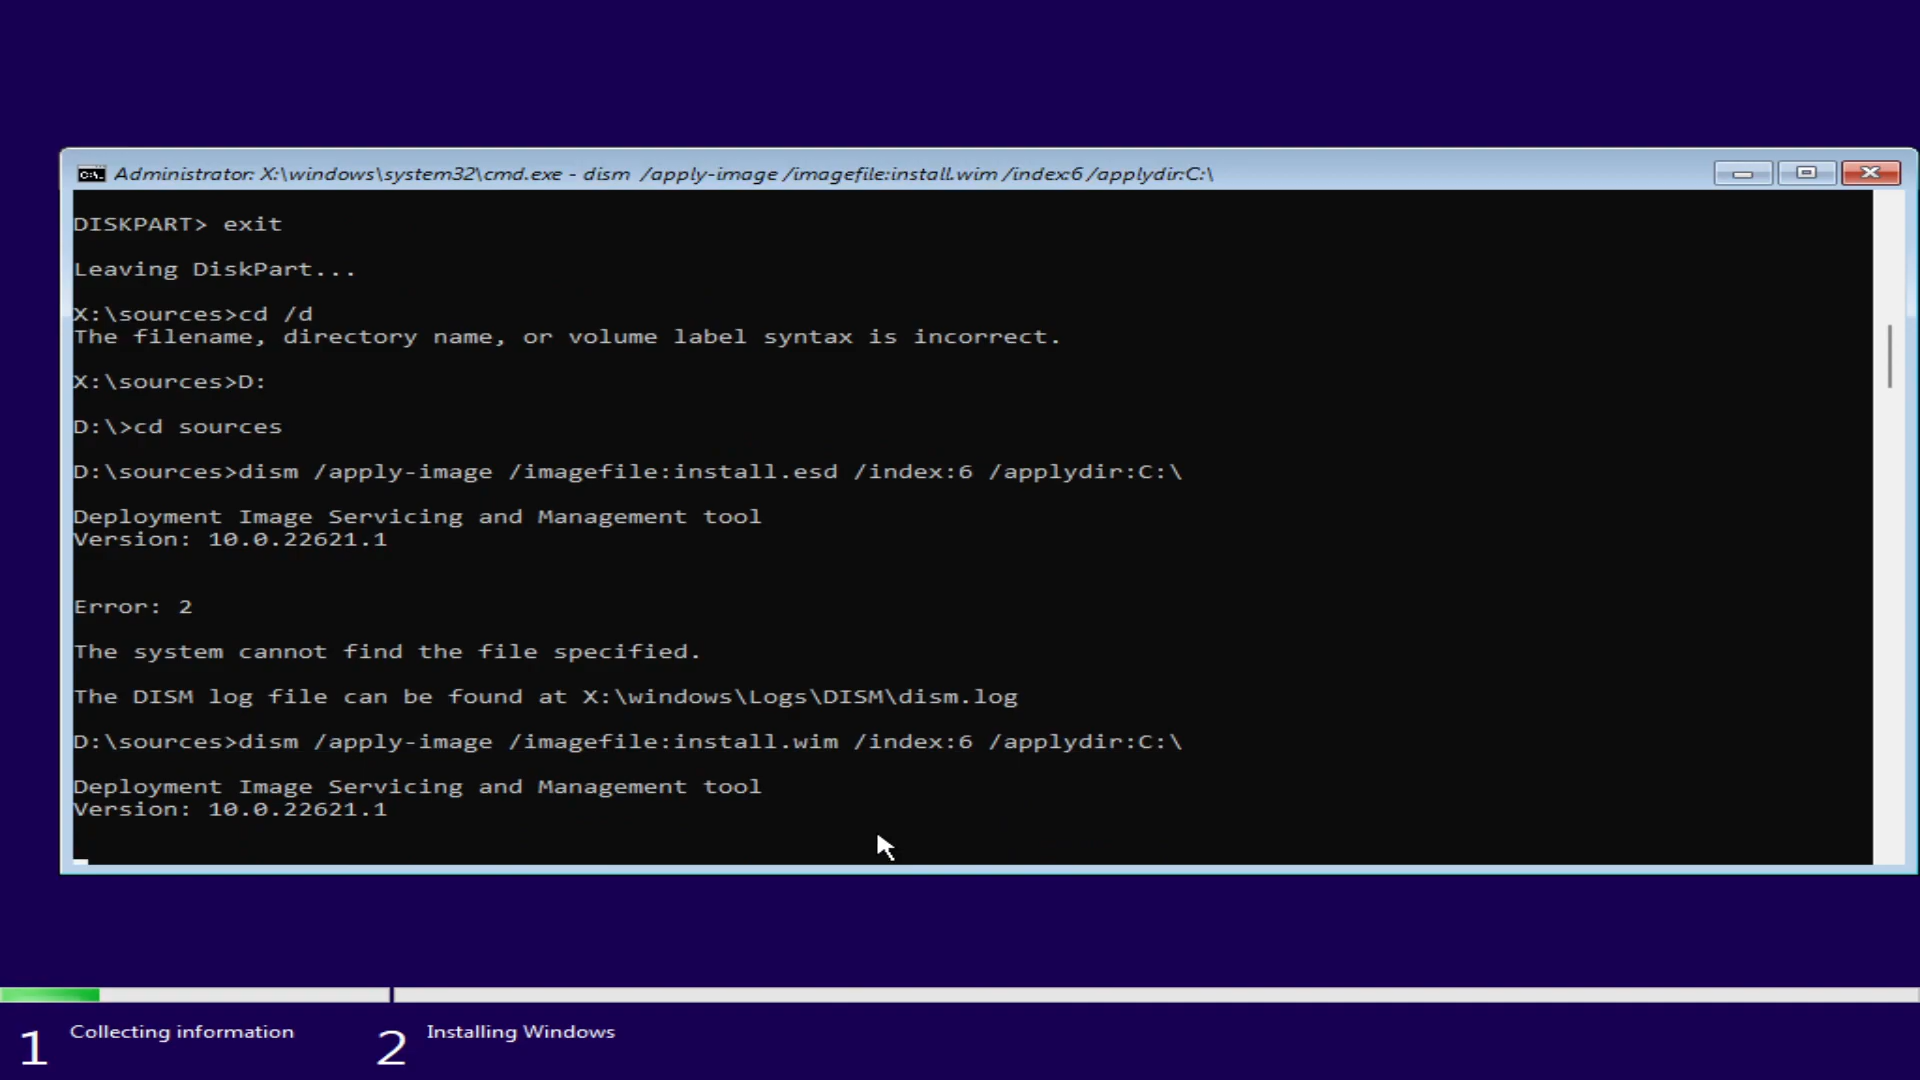 Administrator: X:\windows\system32\cmd.exe - dism /apply-image /imagefile:install.wim /index:6 /applydir:C:\
DISKPART> exit
Leaving DiskPart...
X:\sources>cd /d
The filename, directory name, or volume label syntax is incorrect.
X:\sources>D:
D:\>cd sources
D:\sources>dism /apply-image /imagefile:install.esd /index:6 /applydir:C:\
Deployment Image Servicing and Management tool
Version: 10.0.22621.1
Error: 2
The system cannot find the file specified.
The DISM log file can be found at X:\windows\Logs\DISM\dism.log
D:\sources>dism /apply-image /imagefile:install.wim /index:6 /applydir:C:\
Deployment Image Servicing and Management tool
Version: 10.0.22621.1
1 Collecting information
2 Installing Windows